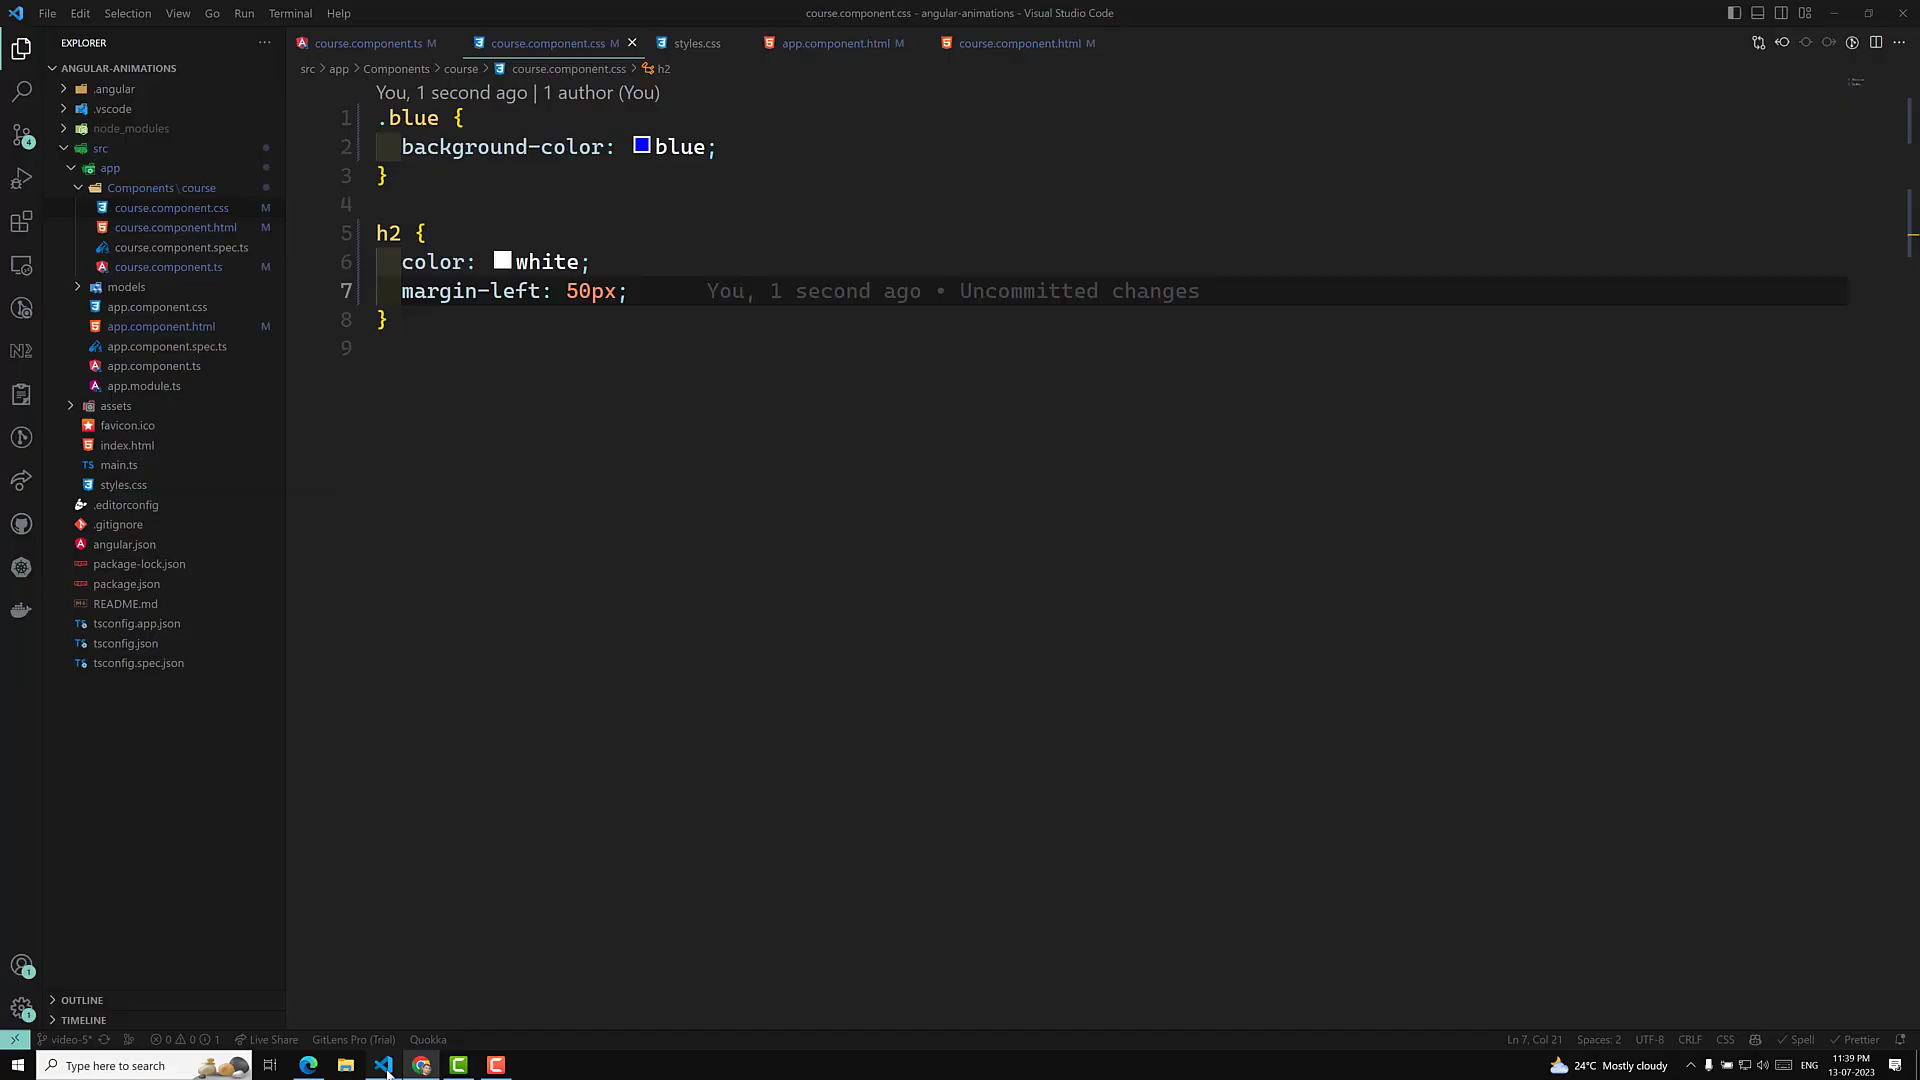 File Edit Selection View Go Run Terminal Help
course.component.css - angular-animations - Visual Studio Code
EXPLORER
ANGULAR-ANIMATIONS
.angular
.vscode
node_modules
src
app
Components \ course
course.component.css M
course.component.html M
course.component.spec.ts
course.component.ts M
models
app.component.css
app.component.html M
app.component.spec.ts
app.component.ts
app.module.ts
assets
favicon.ico
index.html
TS main.ts
styles.css
.editorconfig
.gitignore
angular.json
package-lock.json
package.json
README.md
tsconfig.app.json
tsconfig.json
tsconfig.spec.json
OUTLINE
TIMELINE
course.component.ts M course.component.css M styles.css app.component.html M course.component.html M
src > app > Components > course > course.component.css > h2
You, 1 second ago | 1 author (You)
1 .blue {
2 background-color: blue;
3 }
4
5 h2 {
6 color: white;
7 margin-left: 50px; You, 1 second ago • Uncommitted changes
8 }
9
4
N2
1
1
video-5* 0 0 1 Live Share GitLens Pro (Trial) Quokka
Ln 7, Col 21 Spaces: 2 UTF-8 CRLF CSS Spell Prettier
Type here to search
24°C Mostly cloudy ENG 11:39 PM
13-07-2023